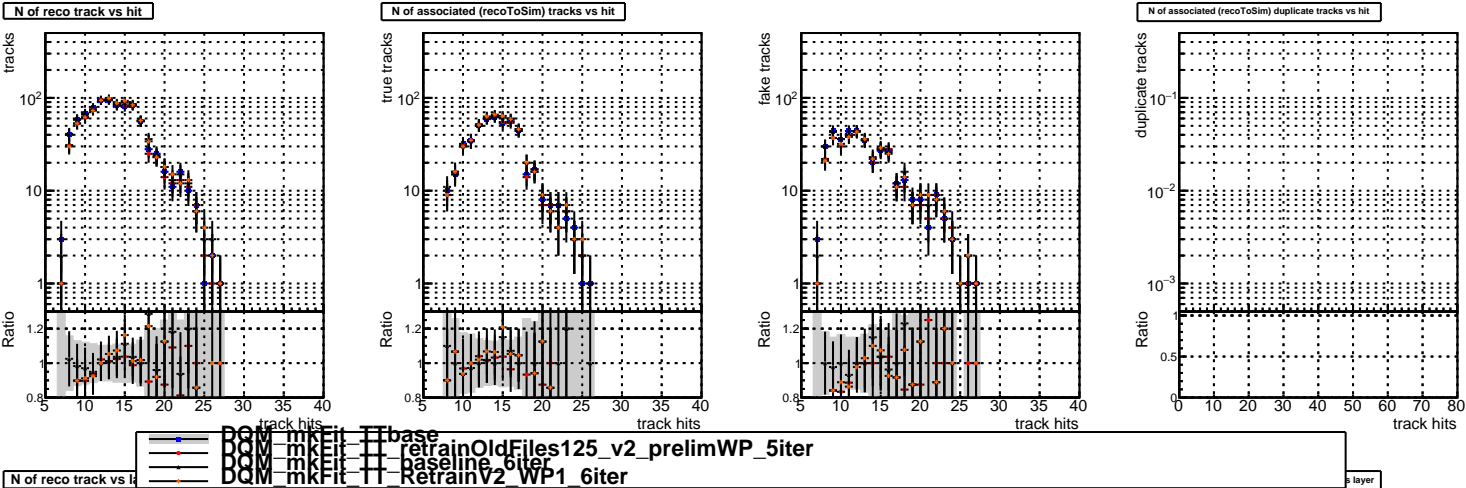 N of reco track vs hit
N of associated (recoToSim) tracks vs hit
N of associated (recoToSim) duplicate tracks vs hit
tracks
10²
10
1
Ratio
1.2
1
0.8
5 10 15 20 25 30 35 40
track hits
true tracks
10²
10
1
Ratio
1.2
1
0.8
5 10 15 20 25 30 35 40
track hits
fake tracks
10²
10
1
Ratio
1.2
1
0.8
5 10 15 20 25 30 35 40
track hits
duplicate tracks
10⁻¹
10⁻²
10⁻³
Ratio
1
0.5
0
0 10 20 30 40 50 60 70 80
track hits
DQM_mkFit_TTbase
DQM_mkFit_TT_retrainOldFiles125_v2_prelimWP_5iter
DQM_mkFit_TT_baseline_6iter
DQM_mkFit_TT_RetrainV2_WP1_6iter
N of reco track vs
s layer